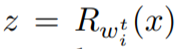 z = R_{w_i^t}(x)